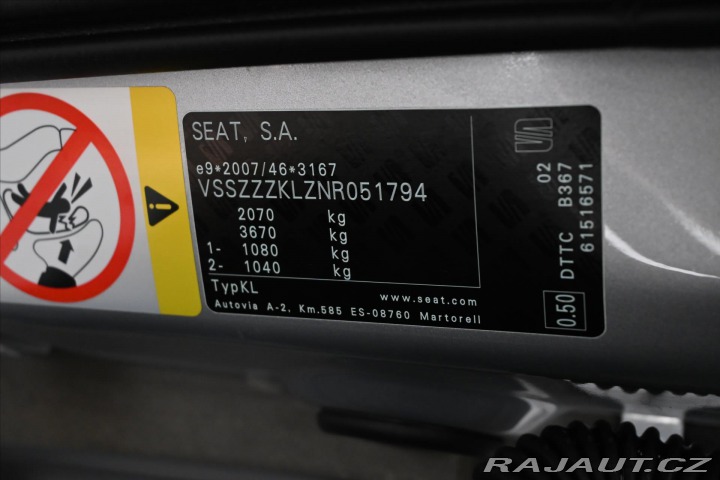 SEAT, S.A.
e9*2007/46*3167
VSSZZZKLZNR051794
2070 kg
3670 kg
1- 1080 kg
2- 1040 kg
TypKL
www.seat.com
Autovia A-2, Km.585 ES-08760 Martorell
02
DTTC B367
61516571
0.50
RAJAUT.CZ